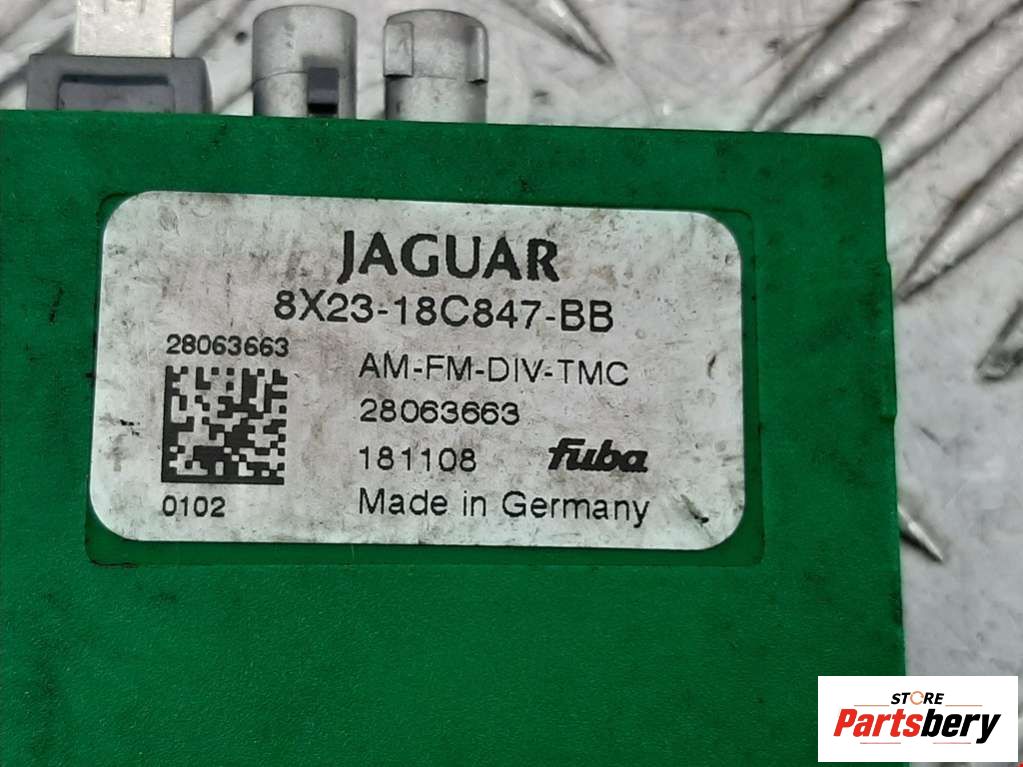 JAGUAR
8X23-18C847-BB
28063663
AM-FM-DIV-TMC
28063663
181108
fuba
0102
Made in Germany
STORE
Partsbery